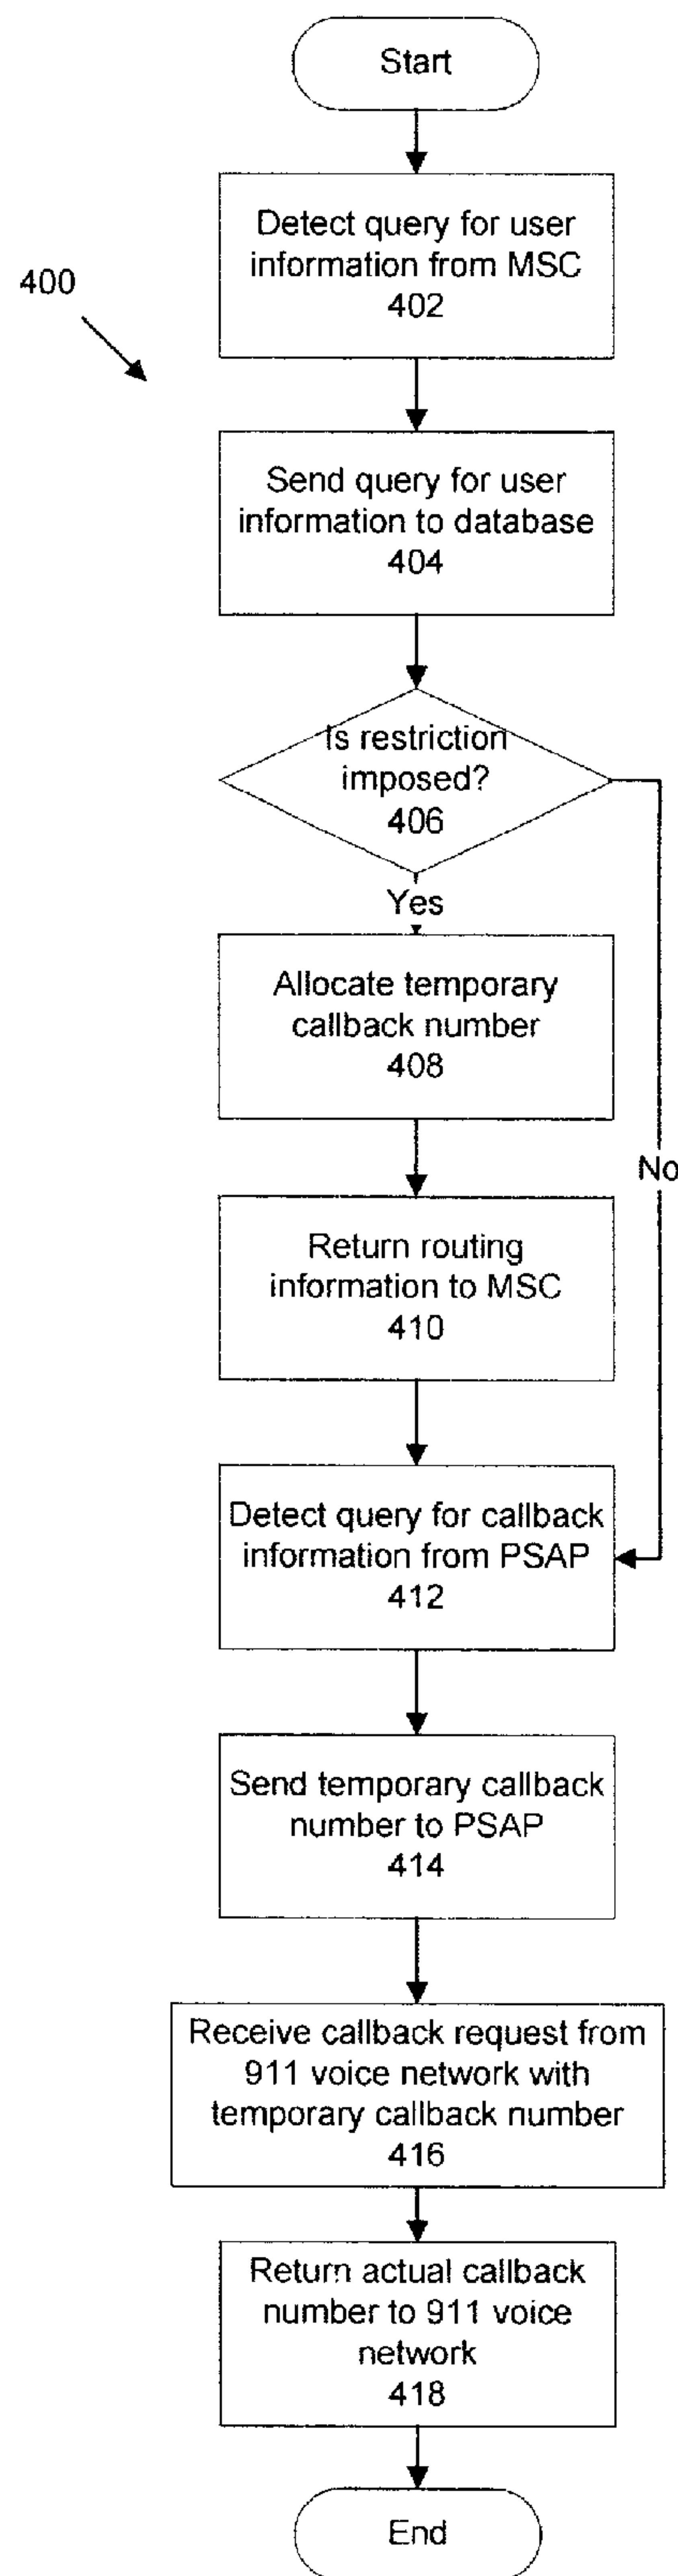 Start
Detect query for user
information from MSC
402
400
Send query for user
information to database
404
Is restriction
imposed?
406
Yes
Allocate temporary
callback number
408
No
Return routing
information to MSC
410
Detect query for callback
information from PSAP
412
Send temporary callback
number to PSAP
414
Receive callback request from
911 voice network with
temporary callback number
416
Return actual callback
number to 911 voice
network
418
End